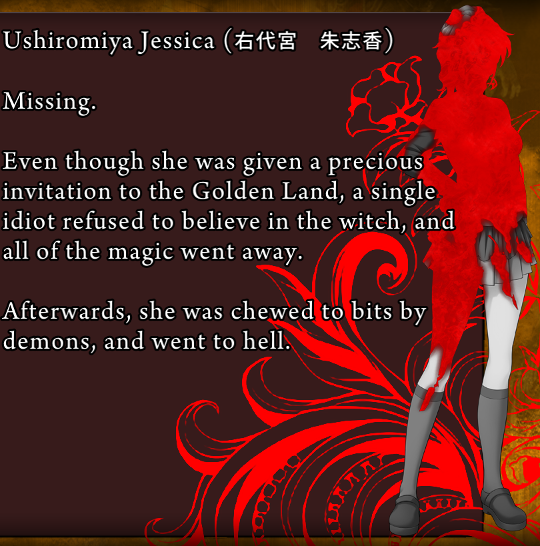 Ushiromiya Jessica (右代宮　朱志香)
Missing.
Even though she was given a precious
invitation to the Golden Land, a single
idiot refused to believe in the witch, and
all of the magic went away.
Afterwards, she was chewed to bits by
demons, and went to hell.